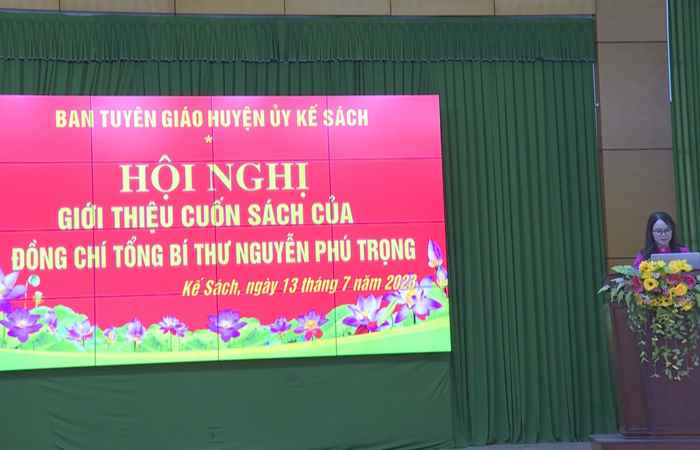 BAN TUYÊN GIÁO HUYỆN ỦY KẾ SÁCH
*
HỘI NGHỊ
GIỚI THIỆU CUỐN SÁCH CỦA
ĐỒNG CHÍ TỔNG BÍ THƯ NGUYỄN PHÚ TRỌNG
Kế Sách, ngày 13 tháng 7 năm 2023